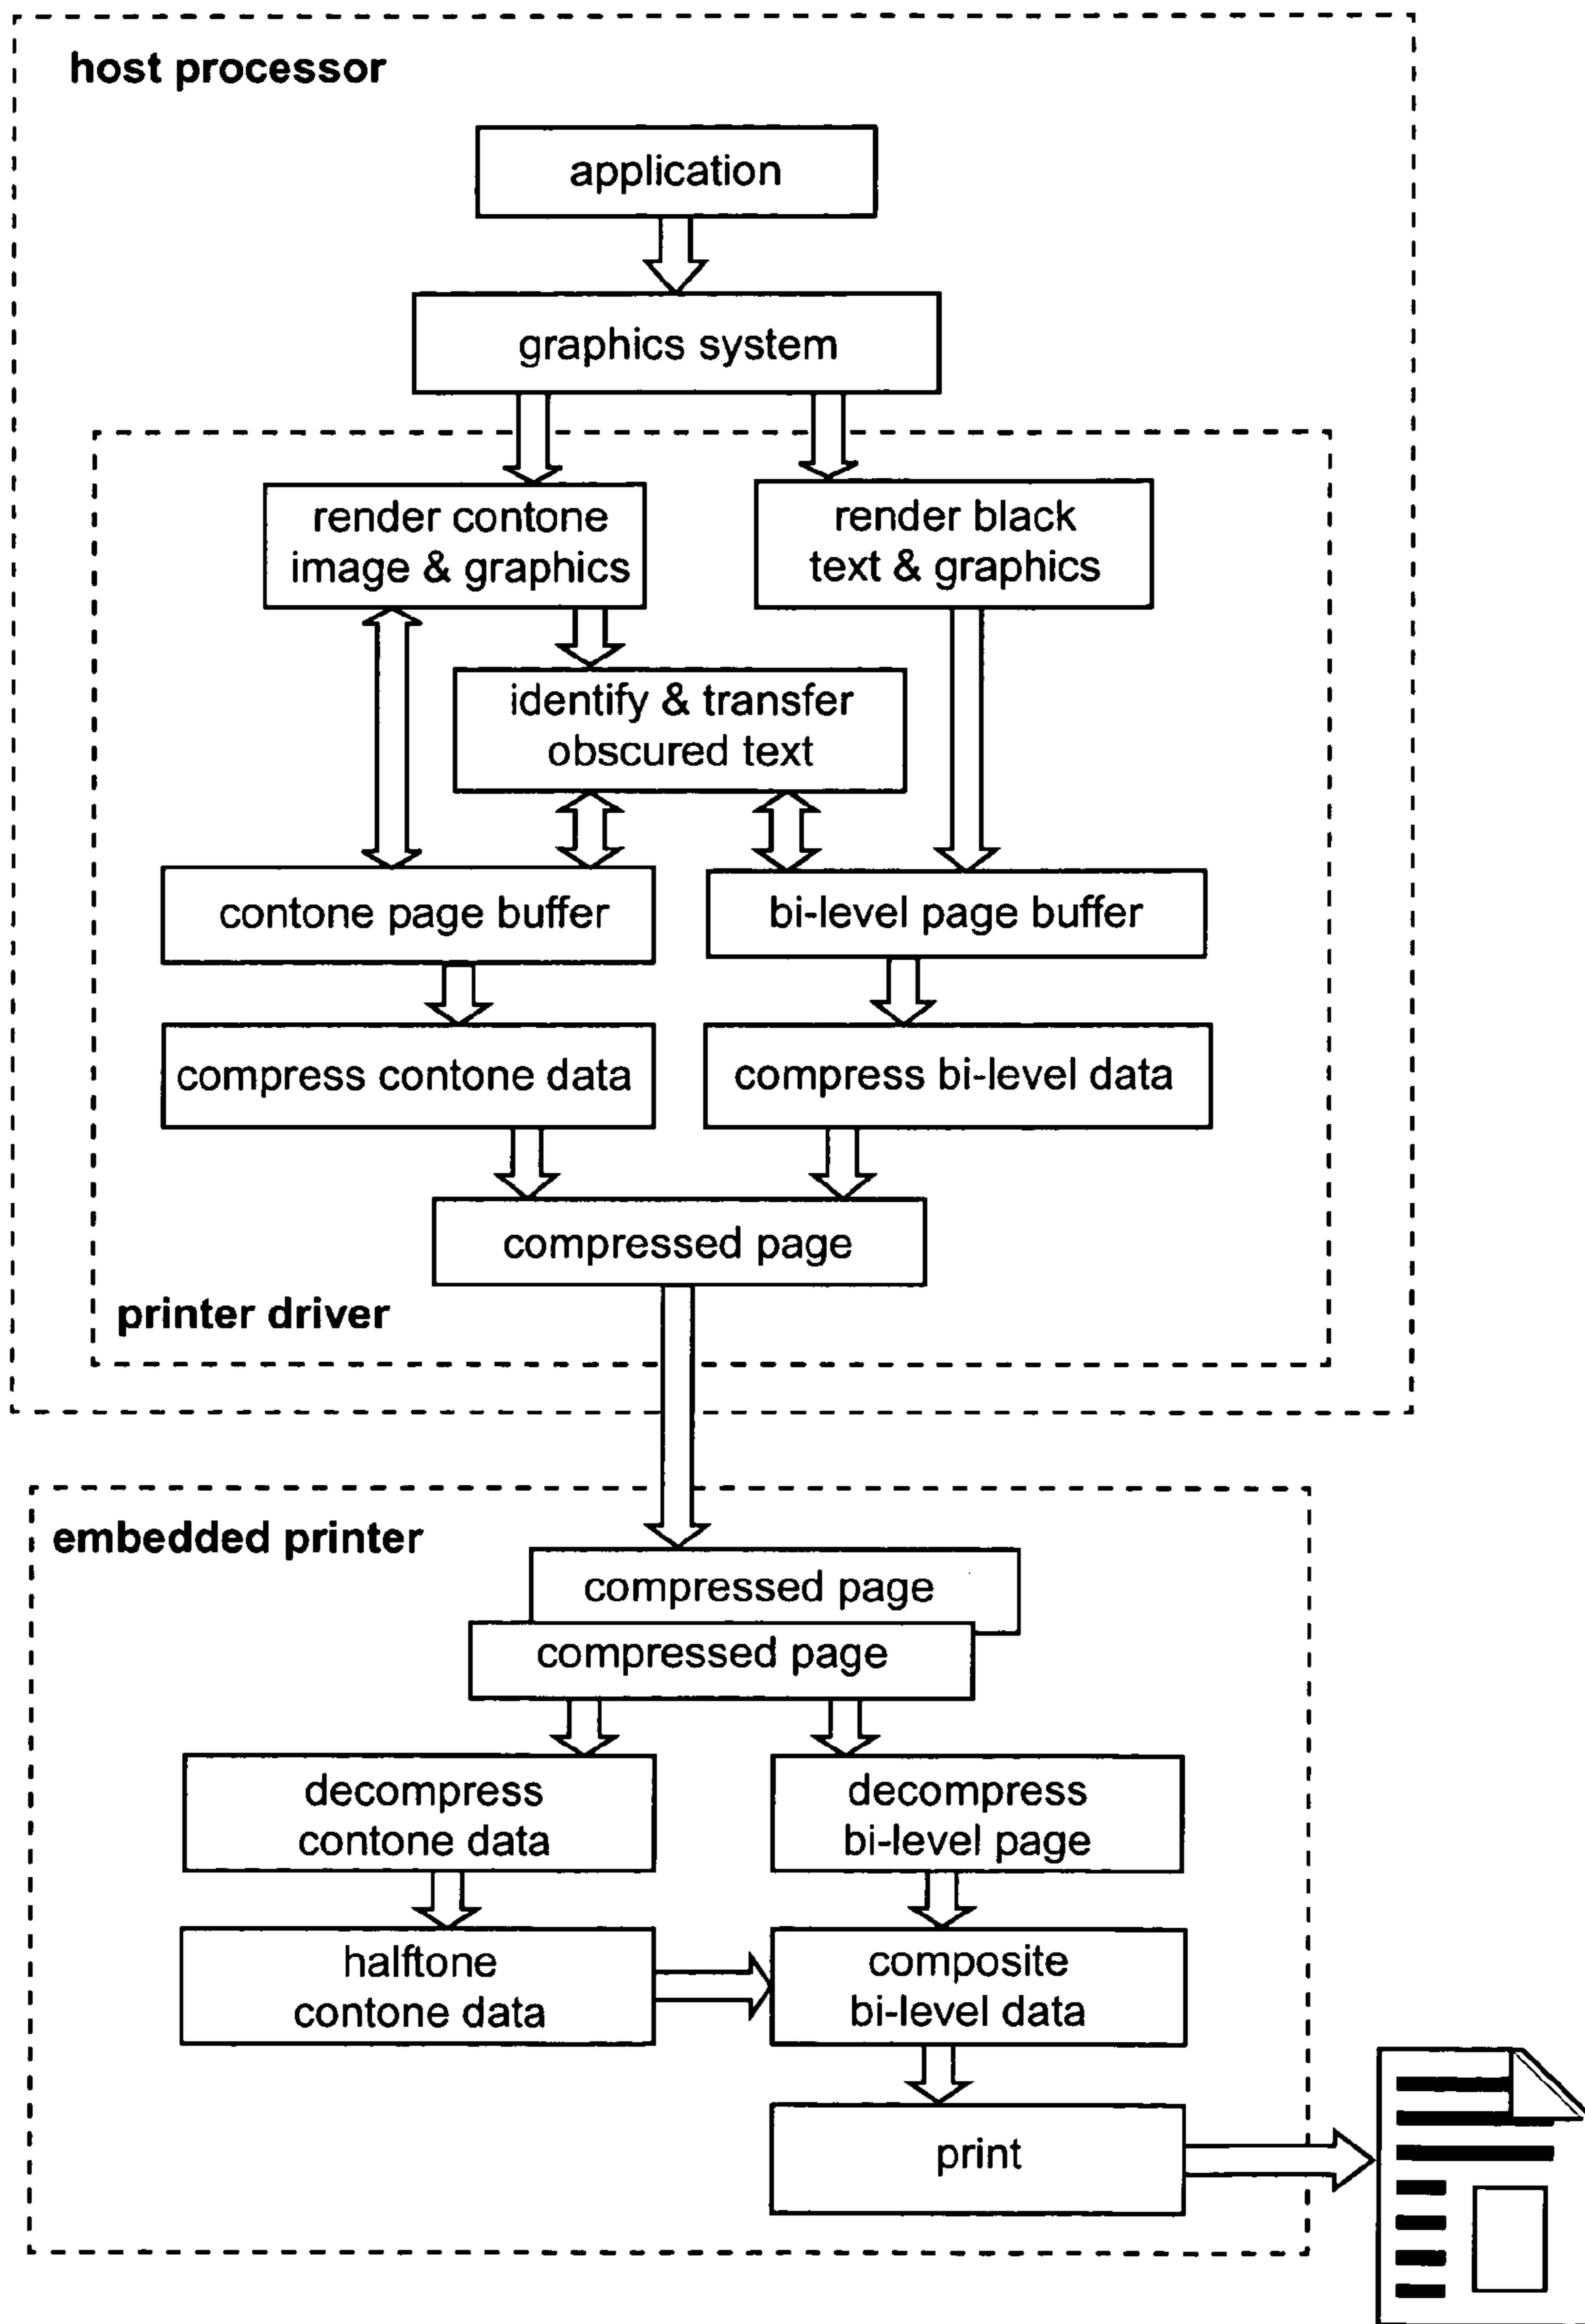 host processor
application
graphics system
render contone
image & graphics
render black
text & graphics
identify & transfer
obscured text
contone page buffer
bi-level page buffer
compress contone data
compress bi-level data
compressed page
printer driver
embedded printer
compressed page
compressed page
decompress
contone data
decompress
bi-level page
halftone
contone data
composite
bi-level data
print